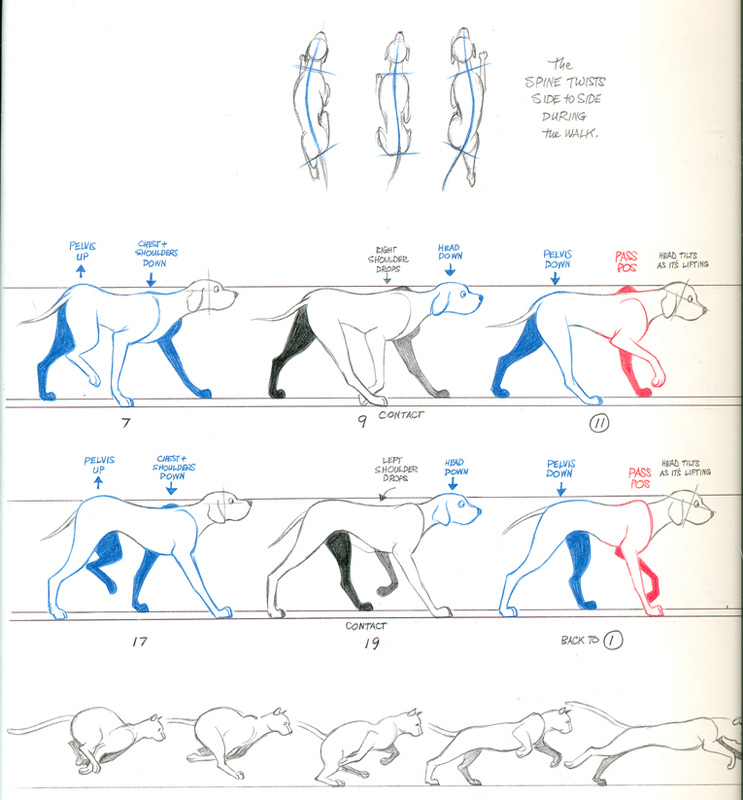 The
SPINE TWISTS
SIDE to SIDE
DURING
the WALK.
PELVIS
UP
CHEST +
SHOULDERS
DOWN
RIGHT
SHOULDER
DROPS
HEAD
DOWN
PELVIS
DOWN
PASS
POS
HEAD TILTS
AS IT'S LIFTING
7
9 CONTACT
11
PELVIS
UP
CHEST +
SHOULDERS
DOWN
LEFT
SHOULDER
DROPS
HEAD
DOWN
PELVIS
DOWN
PASS
POS
HEAD TILTS
AS IT'S LIFTING
CONTACT
17
19
BACK TO 1